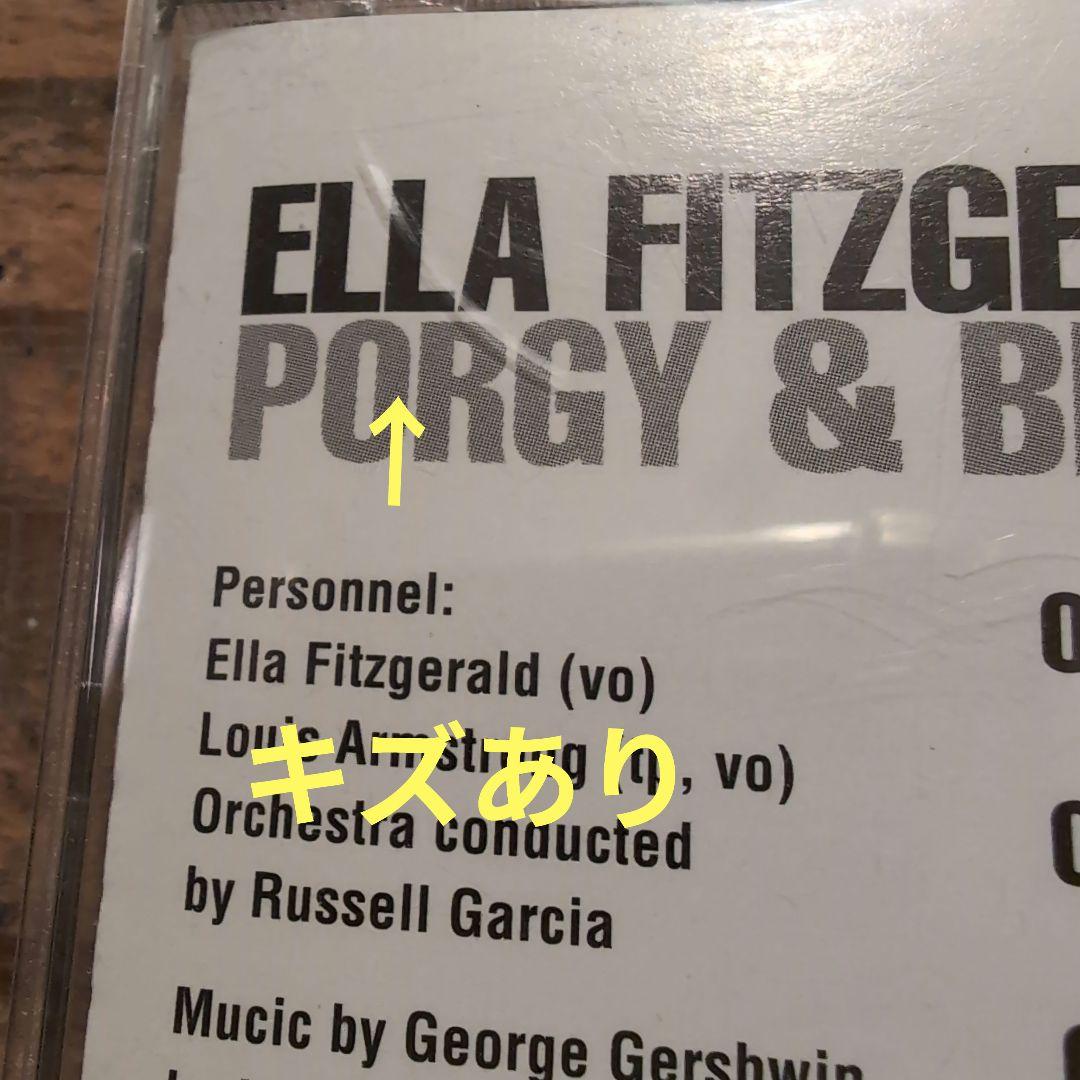 ELLA FITZGE
PORGY & B
↑
Personnel:
Ella Fitzgerald (vo)
Louis Armstrong (tp, vo)
キズあり
Orchestra conducted
by Russell Garcia
Mucic by George Gershwin